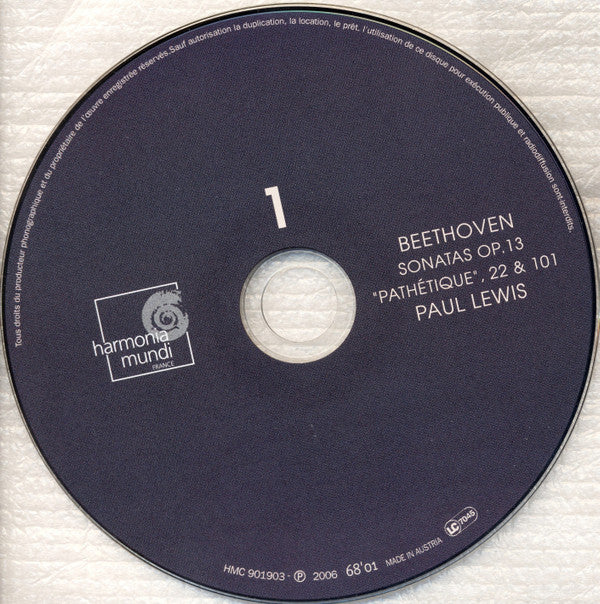 Tous droits du producteur phonographique et du propriétaire de l'œuvre enregistrée réservés. Sauf autorisation la duplication, la location, le prêt, l'utilisation de ce disque pour exécution publique et radiodiffusion sont interdits.
1
BEETHOVEN
SONATAS OP.13
"PATHÉTIQUE", 22 & 101
PAUL LEWIS
harmonia
mundi
FRANCE
LC 7045
HMC 901903 - ℗ 2006 68'01 MADE IN AUSTRIA